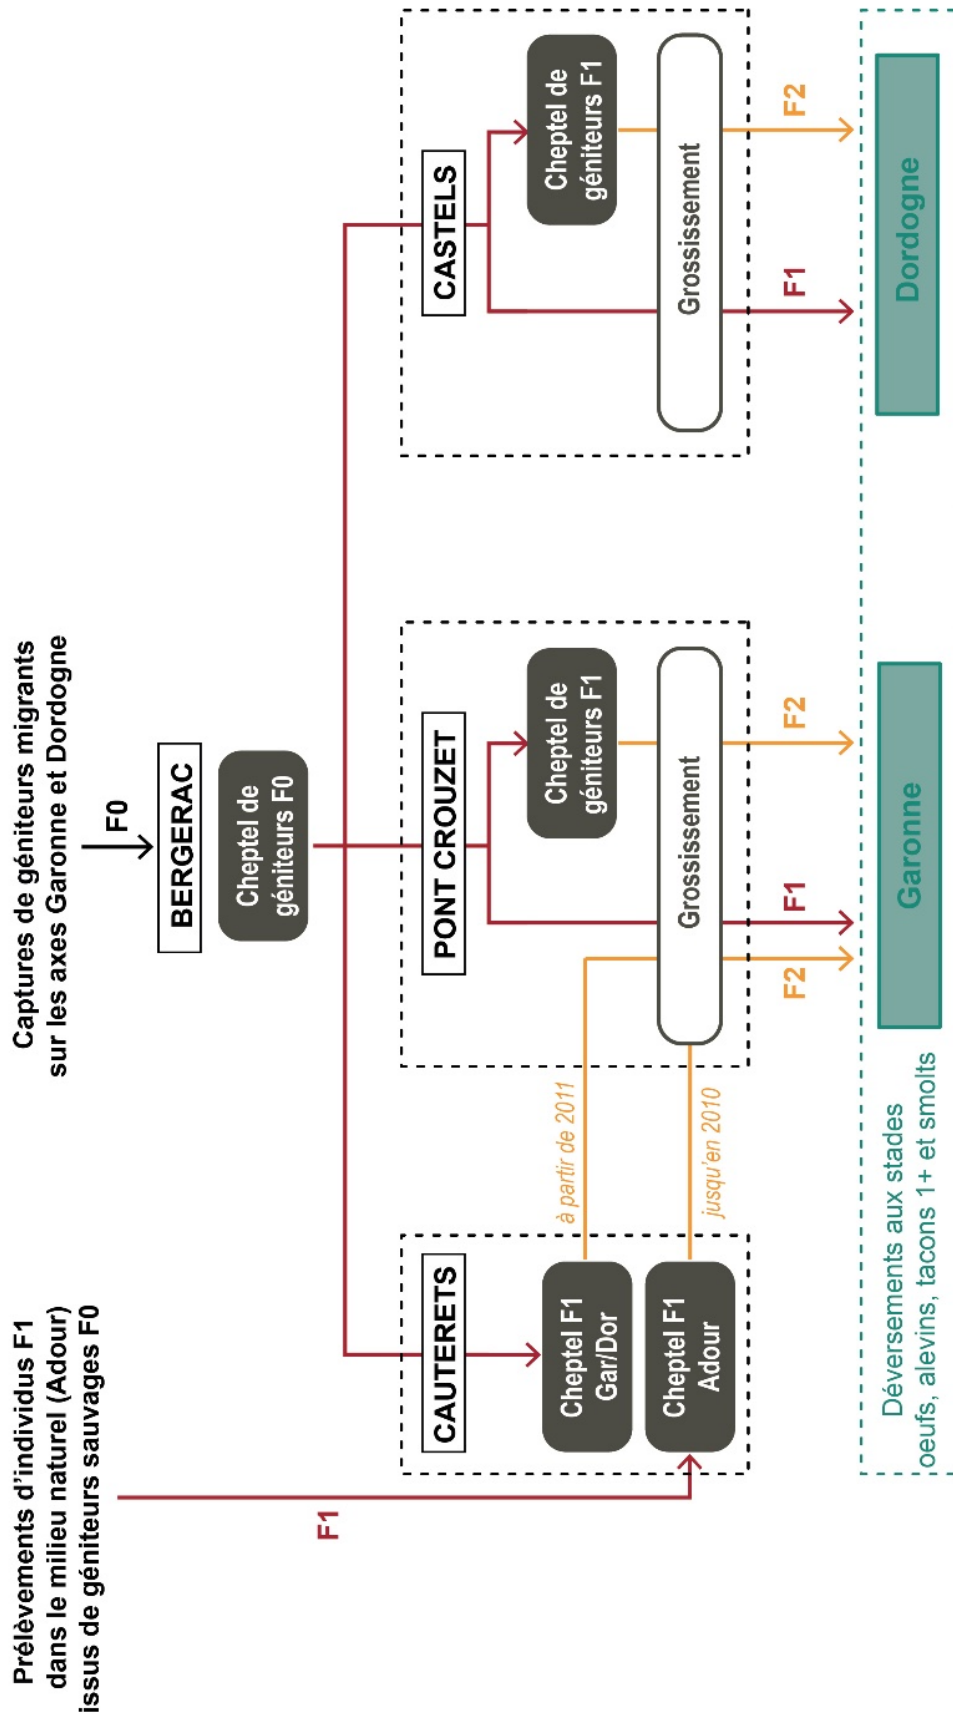 Prélèvements d'individus F1
dans le milieu naturel (Adour)
issus de géniteurs sauvages F0
Captures de géniteurs migrants
sur les axes Garonne et Dordogne
F0
BERGERAC
Cheptel de
géniteurs F0
F1
CAUTERETS
Cheptel F1
Gar/Dor
Cheptel F1
Adour
à partir de 2011
jusqu'en 2010
PONT CROUZET
Cheptel de
géniteurs F1
Grossissement
F2
F1
F2
CASTELS
Cheptel de
géniteurs F1
Grossissement
F1
F2
Déversements aux stades
oeufs, alevins, tacons 1+ et smolts
Garonne
Dordogne